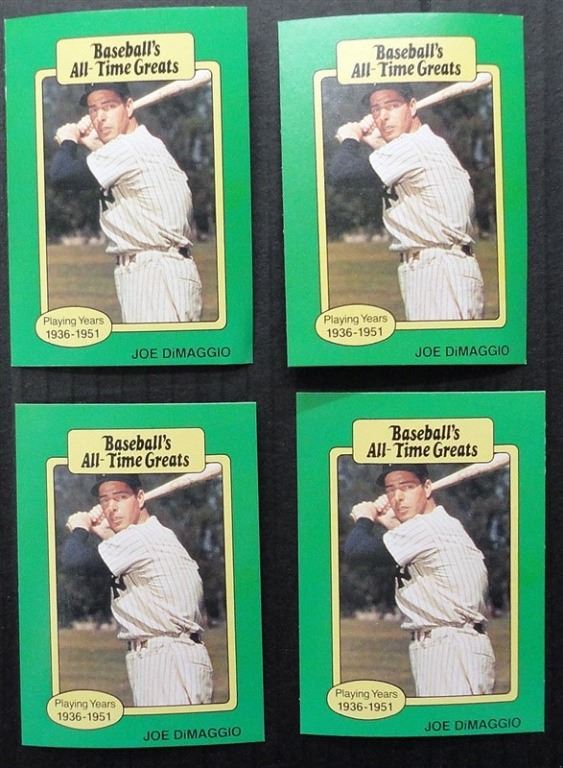 Baseball's
All-Time Greats
Playing Years
1936-1951
JOE DiMAGGIO
Baseball's
All-Time Greats
Playing Years
1936-1951
JOE DiMAGGIO
Baseball's
All-Time Greats
Playing Years
1936-1951
JOE DiMAGGIO
Baseball's
All-Time Greats
Playing Years
1936-1951
JOE DiMAGGIO